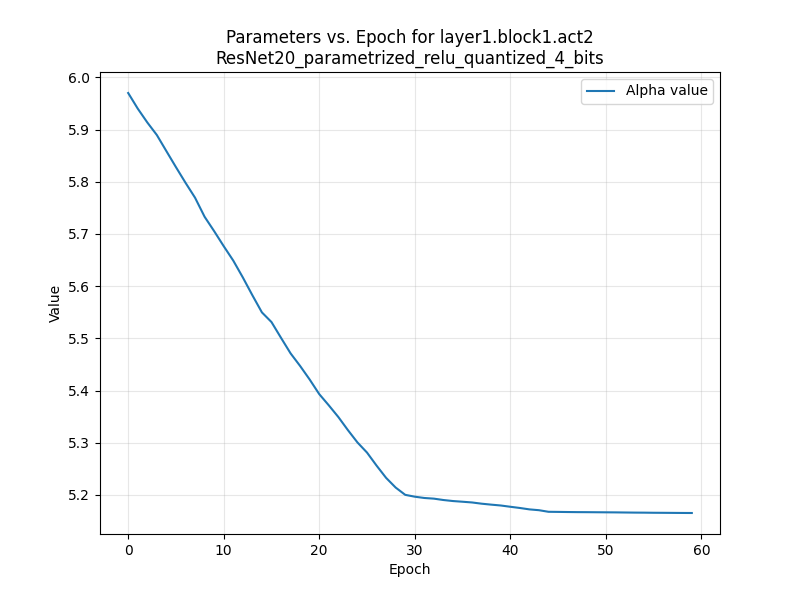 Parameters vs. Epoch for layer1.block1.act2
ResNet20_parametrized_relu_quantized_4_bits
Alpha value
6.0
5.9
5.8
5.7
5.6
5.5
5.4
5.3
5.2
Value
0 10 20 30 40 50 60
Epoch